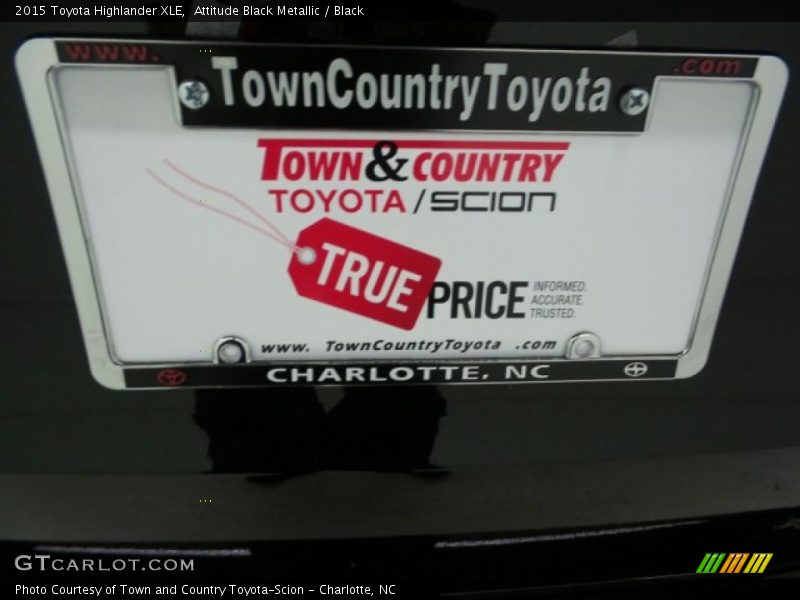 2015 Toyota Highlander XLE, Attitude Black Metallic / Black
www. .com
TownCountryToyota
TOWN & COUNTRY
TOYOTA / SCION
TRUE PRICE
INFORMED.
ACCURATE.
TRUSTED.
www. TownCountryToyota .com
CHARLOTTE, NC
GTCARLOT.COM
Photo Courtesy of Town and Country Toyota-Scion - Charlotte, NC